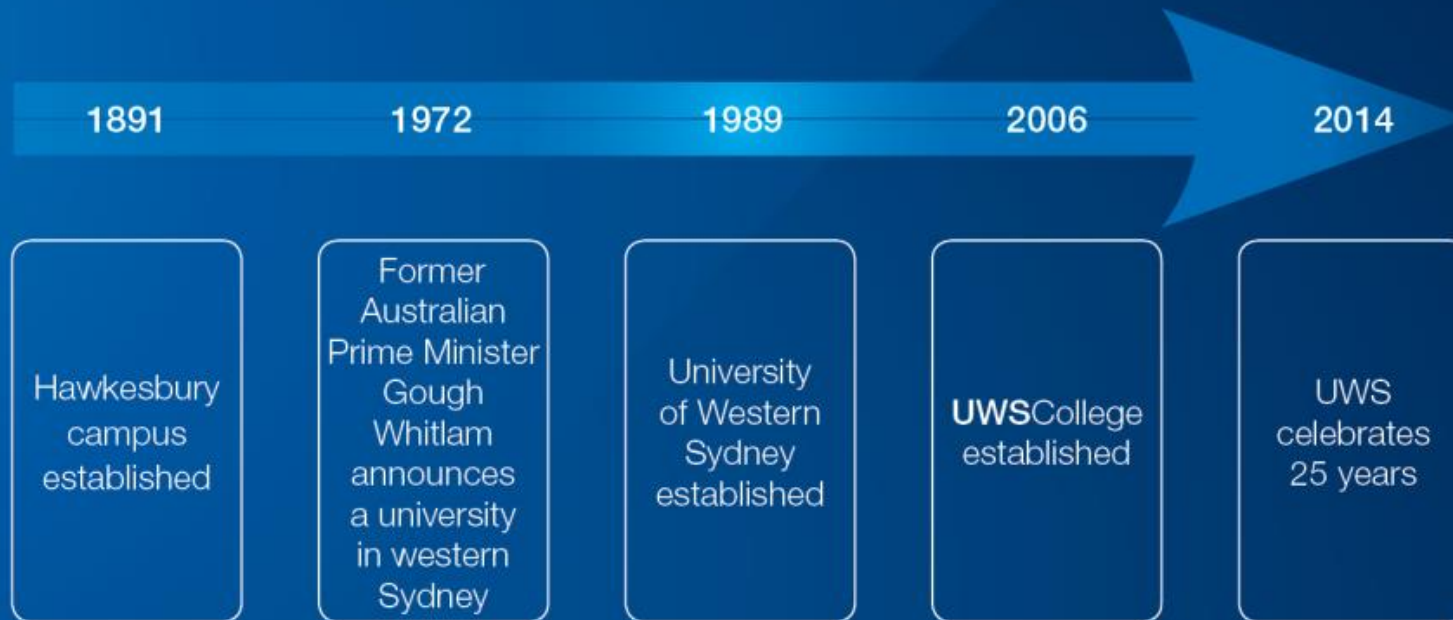 1891 1972 1989 2006 2014
Hawkesbury
campus
established
Former
Australian
Prime Minister
Gough
Whitlam
announces
a university
in western
Sydney
University
of Western
Sydney
established
UWSCollege
established
UWS
celebrates
25 years